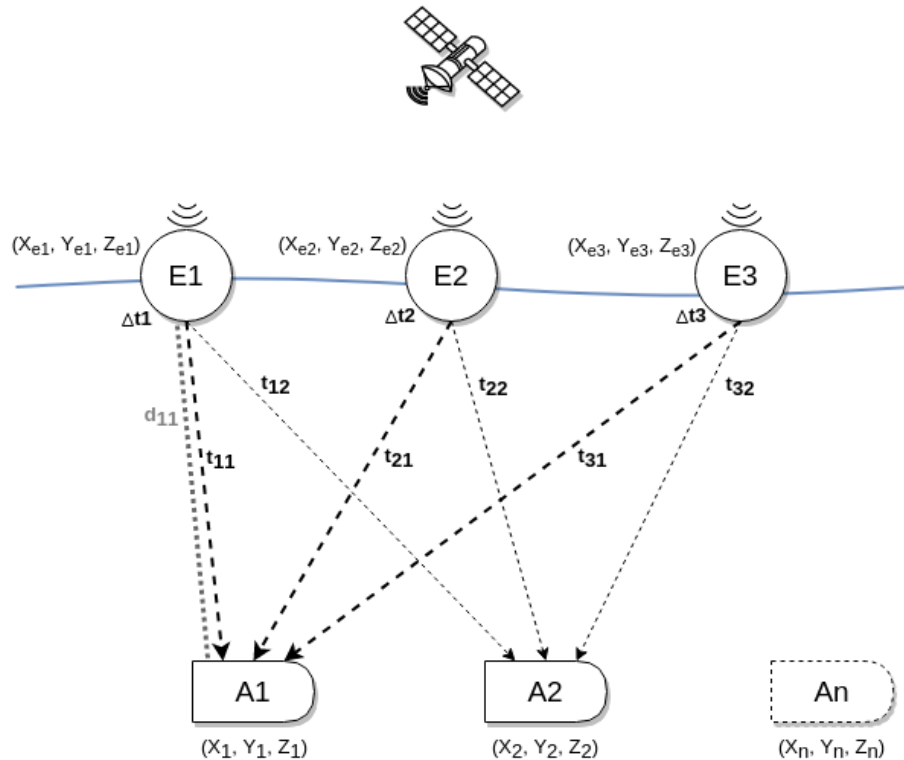 (Xe1, Ye1, Ze1)
(Xe2, Ye2, Ze2)
(Xe3, Ye3, Ze3)
E1
E2
E3
Δt1
Δt2
Δt3
t12
t22
t32
d11
t11
t21
t31
A1
A2
An
(X1, Y1, Z1)
(X2, Y2, Z2)
(Xn, Yn, Zn)